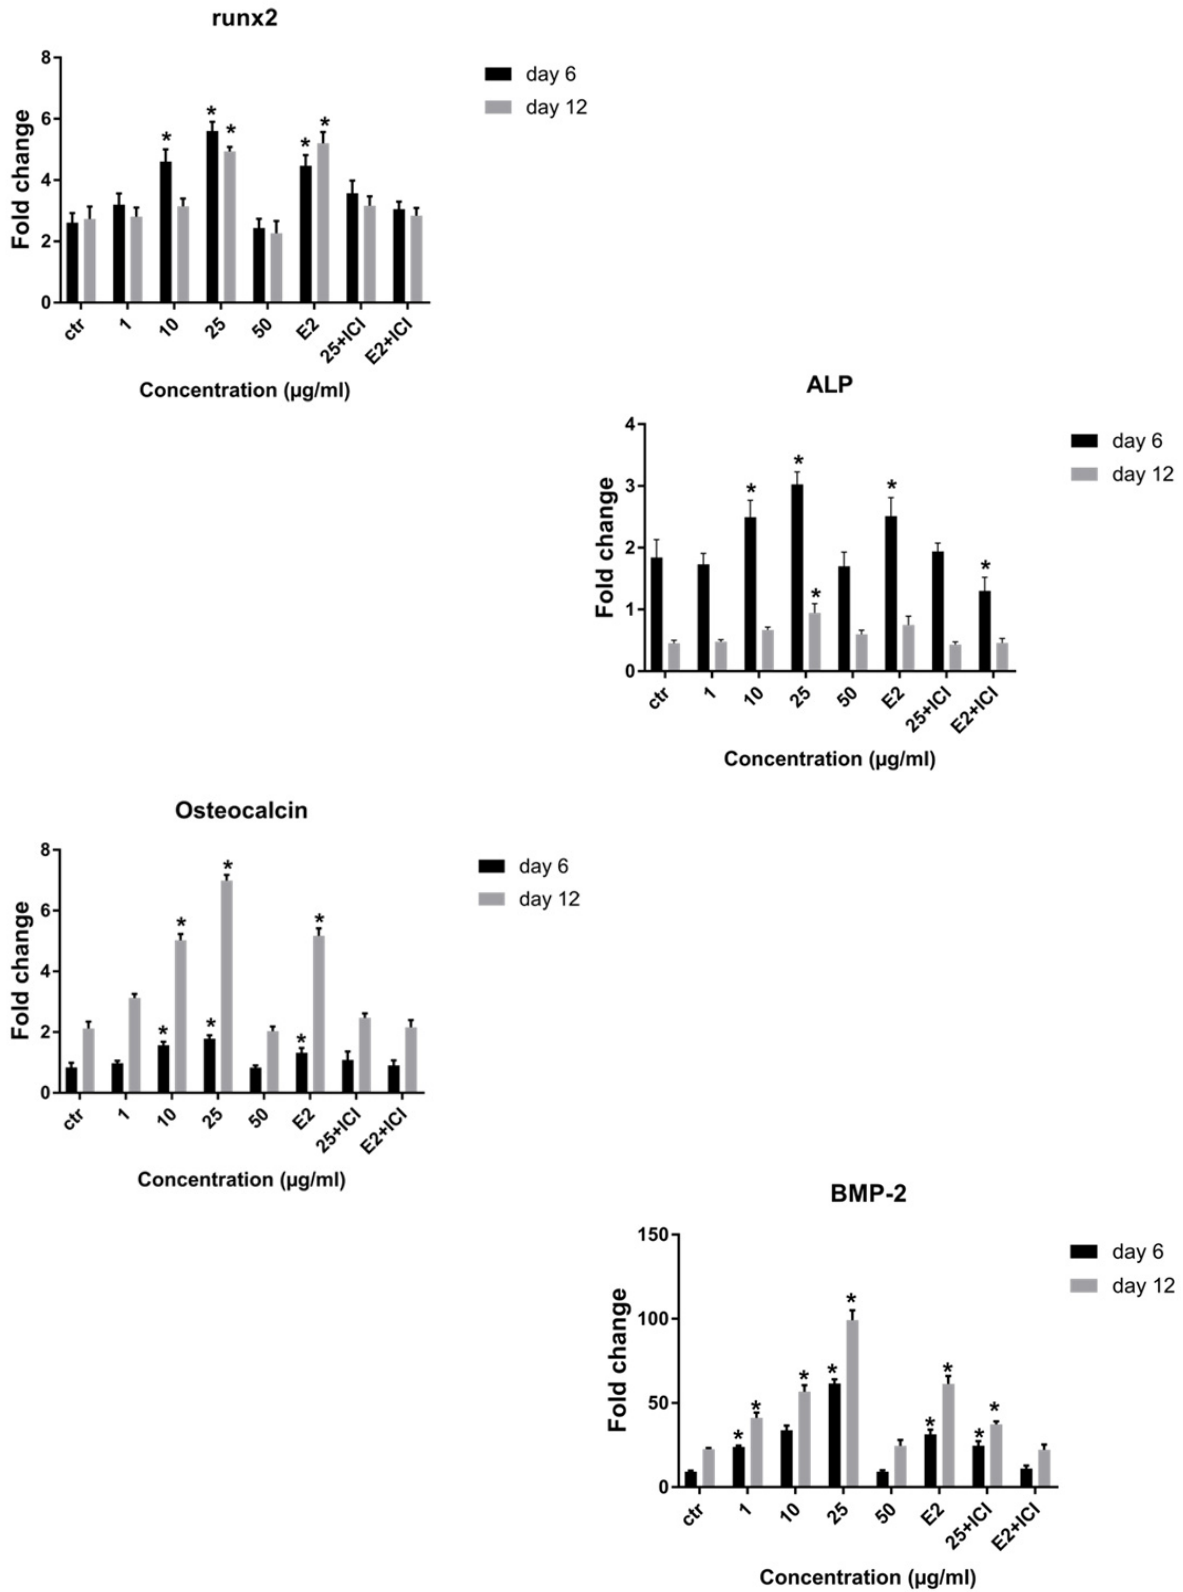 runx2
8
6
4
2
0
Fold change
* * * * *
ctr 1 10 25 50 E2 25+ICI E2+ICI
Concentration (µg/ml)
day 6
day 12
ALP
4
3
2
1
0
Fold change
* * * * *
ctr 1 10 25 50 E2 25+ICI E2+ICI
Concentration (µg/ml)
day 6
day 12
Osteocalcin
8
6
4
2
0
Fold change
* * * * * *
ctr 1 10 25 50 E2 25+ICI E2+ICI
Concentration (µg/ml)
day 6
day 12
BMP-2
150
100
50
0
Fold change
* * * * * * * * *
ctr 1 10 25 50 E2 25+ICI E2+ICI
Concentration (µg/ml)
day 6
day 12